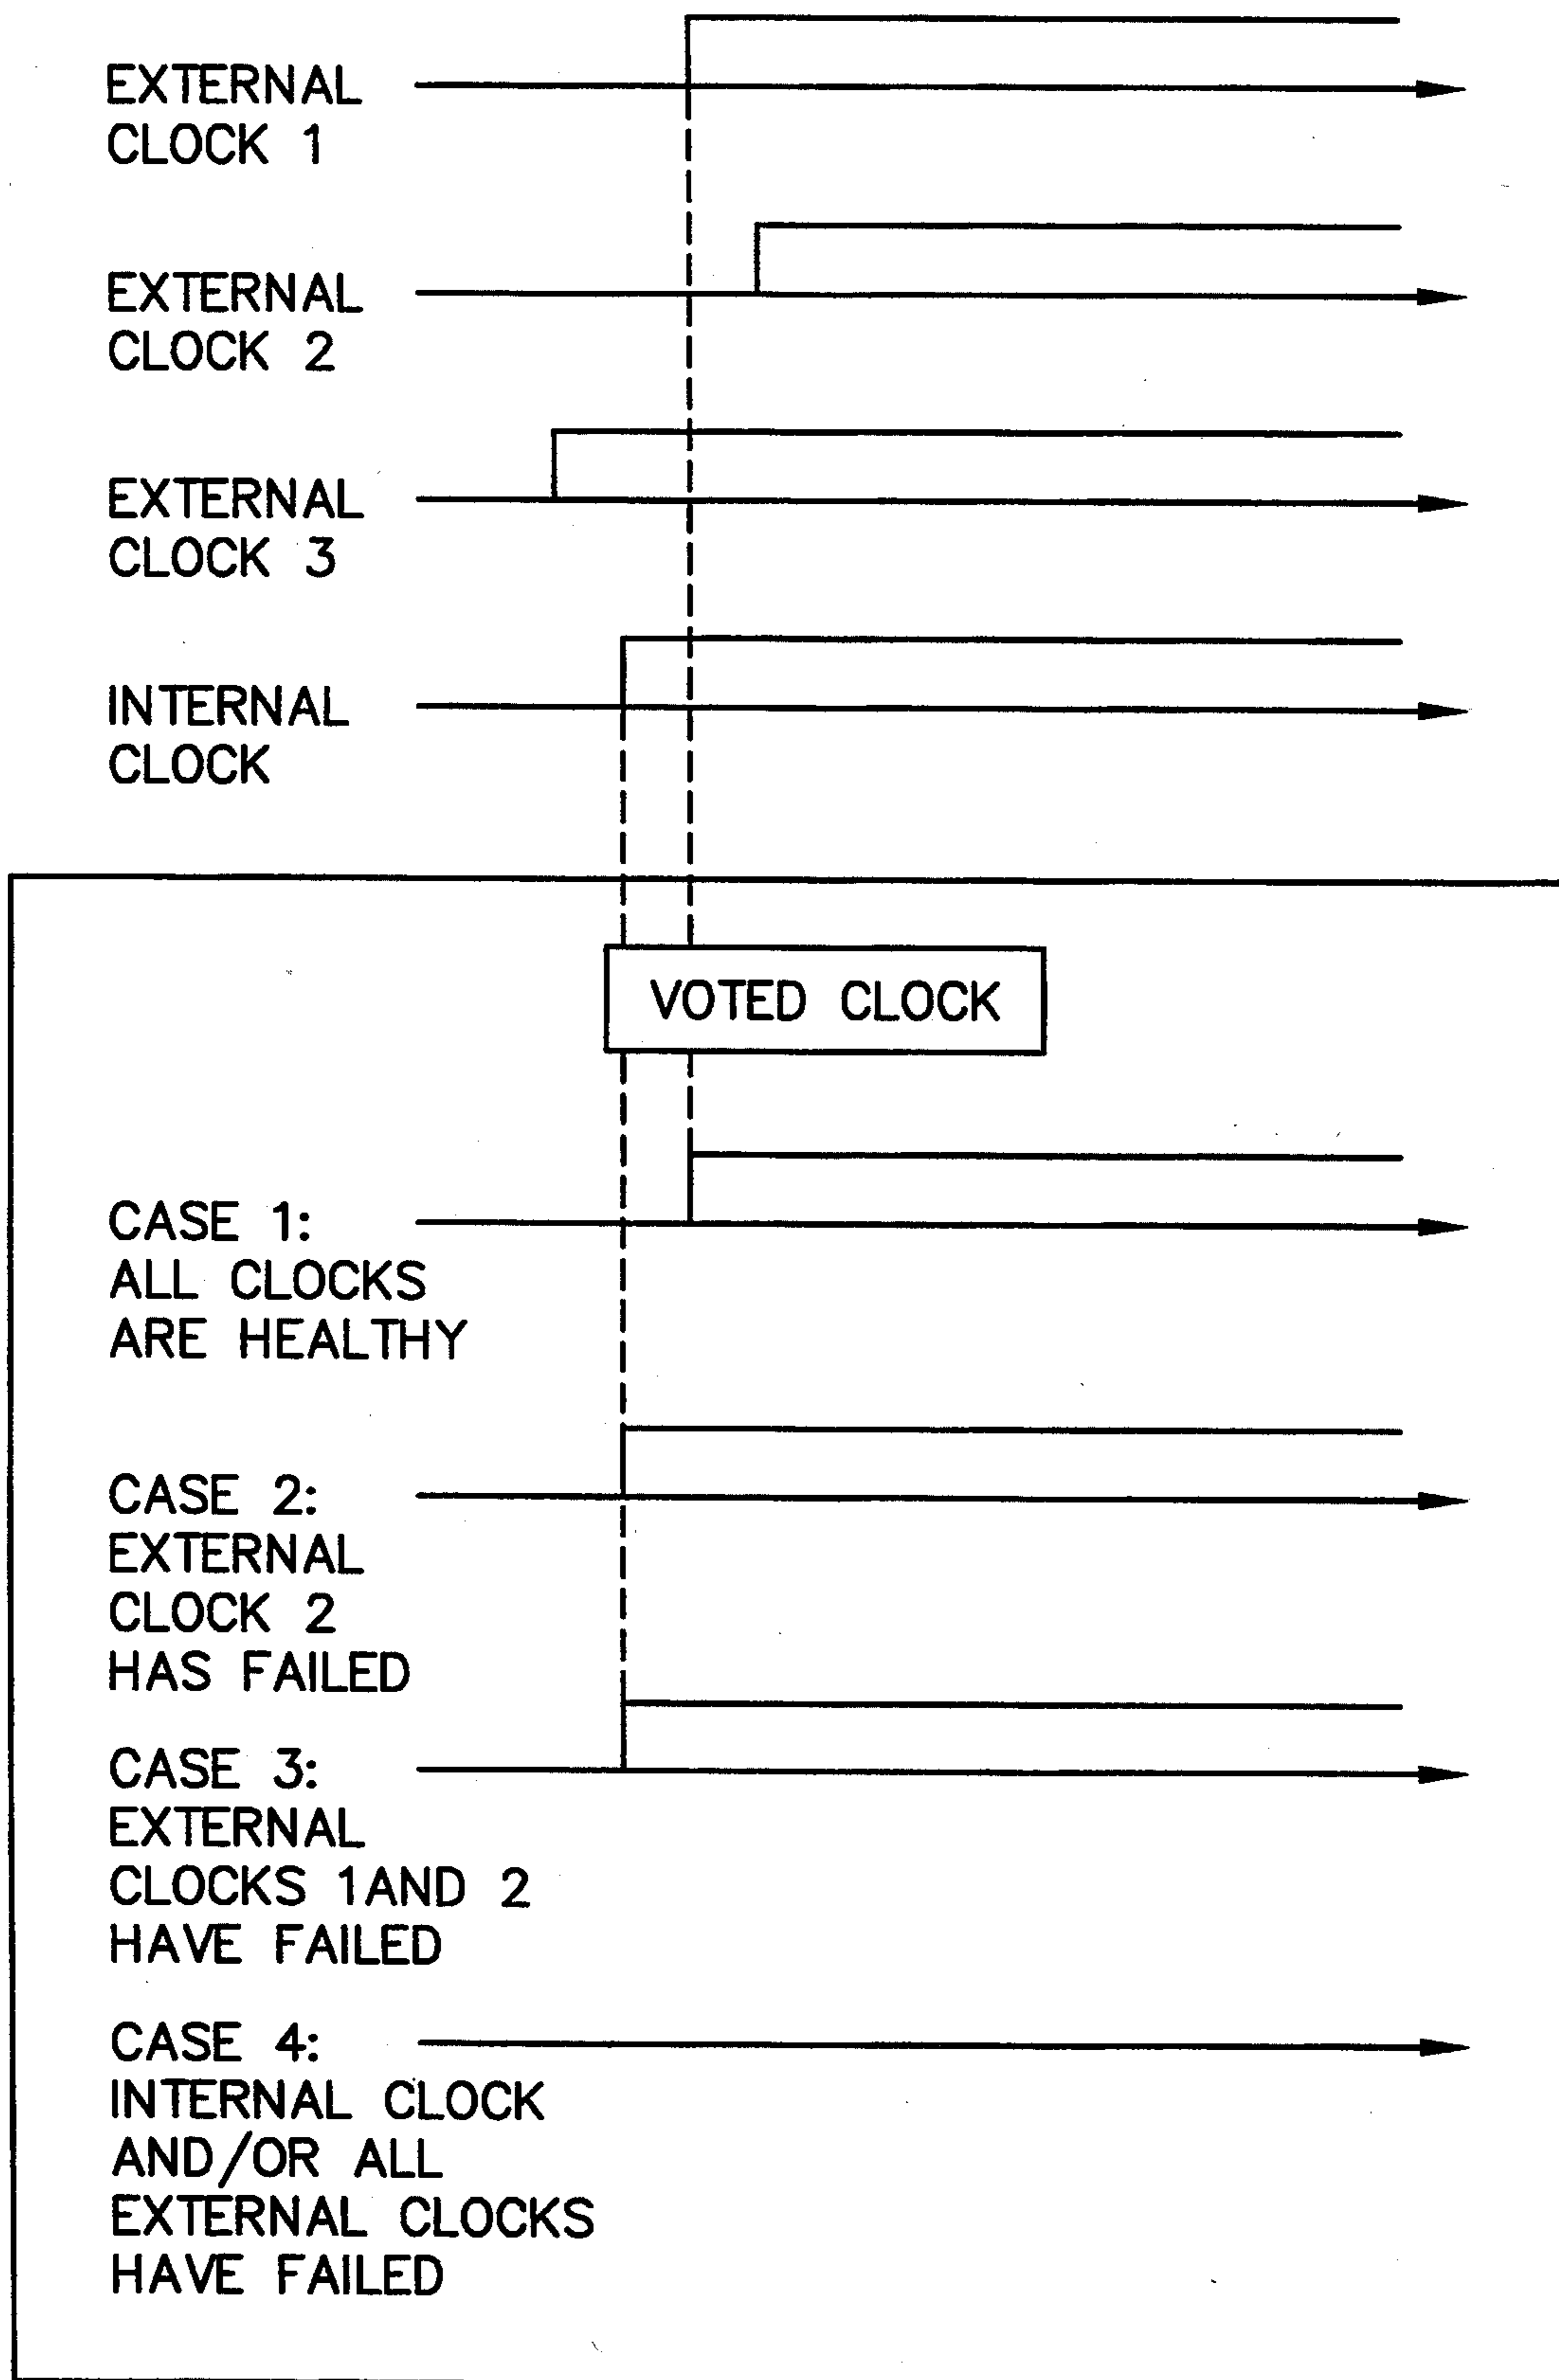 EXTERNAL
CLOCK 1
EXTERNAL
CLOCK 2
EXTERNAL
CLOCK 3
INTERNAL
CLOCK
VOTED CLOCK
CASE 1:
ALL CLOCKS
ARE HEALTHY
CASE 2:
EXTERNAL
CLOCK 2
HAS FAILED
CASE 3:
EXTERNAL
CLOCKS 1AND 2
HAVE FAILED
CASE 4:
INTERNAL CLOCK
AND/OR ALL
EXTERNAL CLOCKS
HAVE FAILED